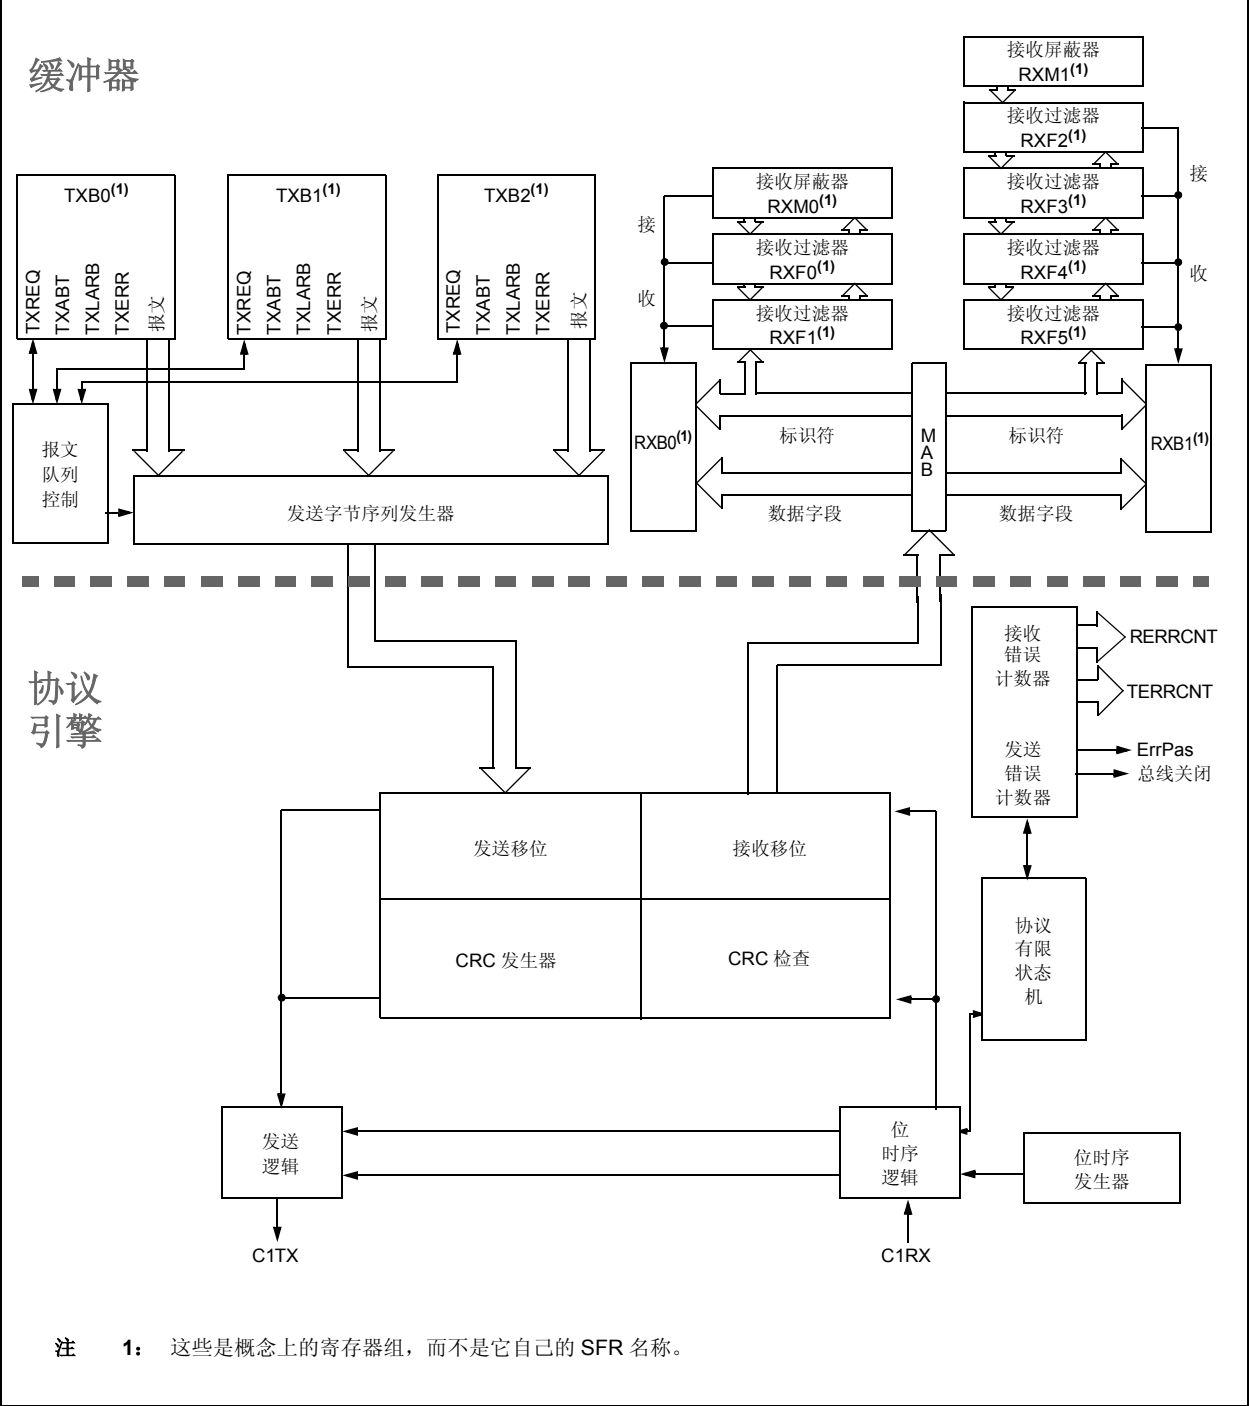 缓冲器
接收屏蔽器
RXM1(1)
接收过滤器
RXF2(1)
接收过滤器
RXF3(1)
接收过滤器
RXF4(1)
接收过滤器
RXF5(1)
接
收
接收屏蔽器
RXM0(1)
接收过滤器
RXF0(1)
接收过滤器
RXF1(1)
接
收
TXB0(1)
TXREQ
TXABT
TXLARB
TXERR
报文
TXB1(1)
TXREQ
TXABT
TXLARB
TXERR
报文
TXB2(1)
TXREQ
TXABT
TXLARB
TXERR
报文
报文
队列
控制
发送字节序列发生器
RXB0(1)
标识符
数据字段
M
A
B
标识符
数据字段
RXB1(1)
协议
引擎
接收
错误
计数器
发送
错误
计数器
RERRCNT
TERRCNT
ErrPas
总线关闭
发送移位
接收移位
CRC 发生器
CRC 检查
协议
有限
状态
机
发送
逻辑
位
时序
逻辑
位时序
发生器
C1TX
C1RX
注 1： 这些是概念上的寄存器组，而不是它自己的 SFR 名称。